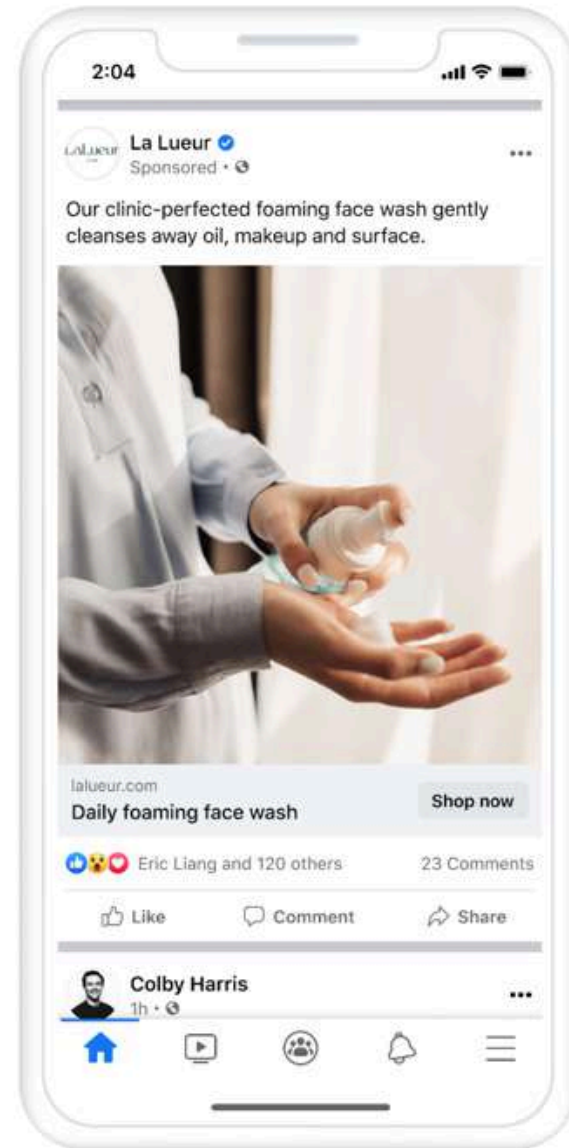 2:04
LaLueur
La Lueur
Sponsored •
Our clinic-perfected foaming face wash gently
cleanses away oil, makeup and surface.
lalueur.com
Daily foaming face wash
Shop now
Eric Liang and 120 others
23 Comments
Like
Comment
Share
Colby Harris
1h •